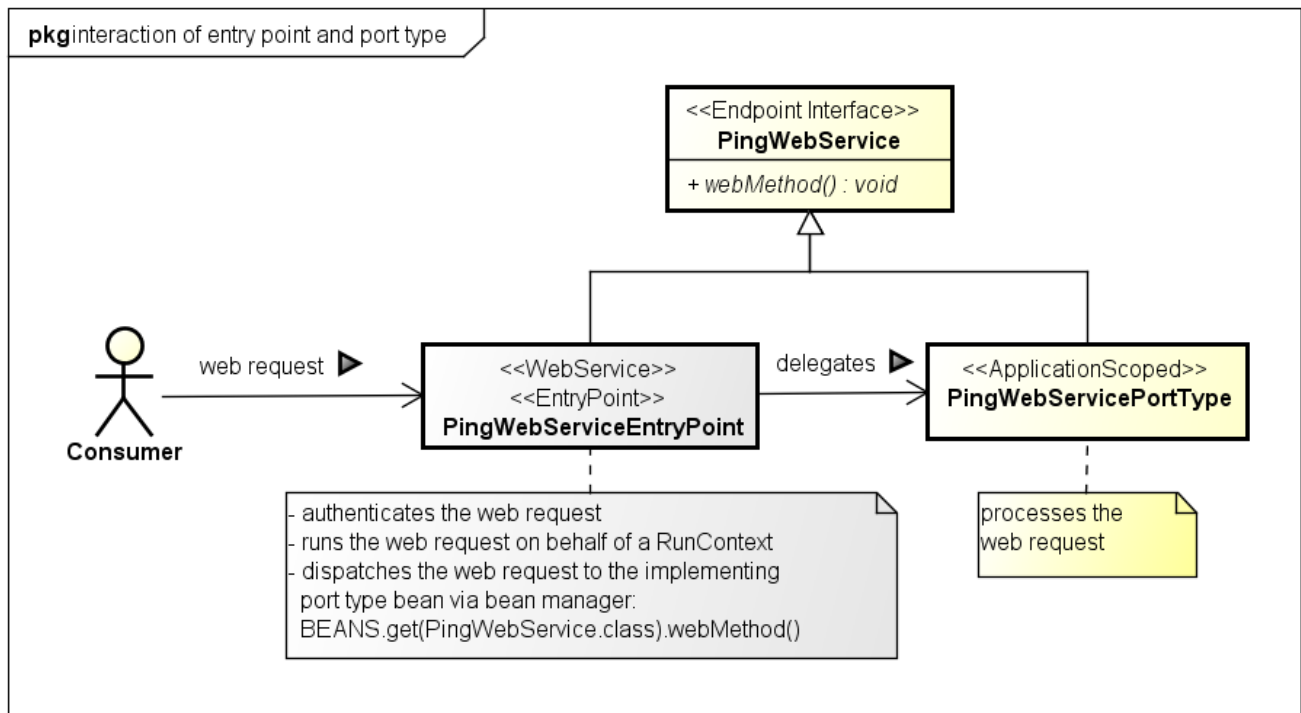 pkg interaction of entry point and port type
<<Endpoint Interface>>
PingWebService
+ webMethod() : void
web request
Consumer
<<WebService>>
<<EntryPoint>>
PingWebServiceEntryPoint
delegates
<<ApplicationScoped>>
PingWebServicePortType
- authenticates the web request
- runs the web request on behalf of a RunContext
- dispatches the web request to the implementing
port type bean via bean manager:
BEANS.get(PingWebService.class).webMethod()
processes the
web request